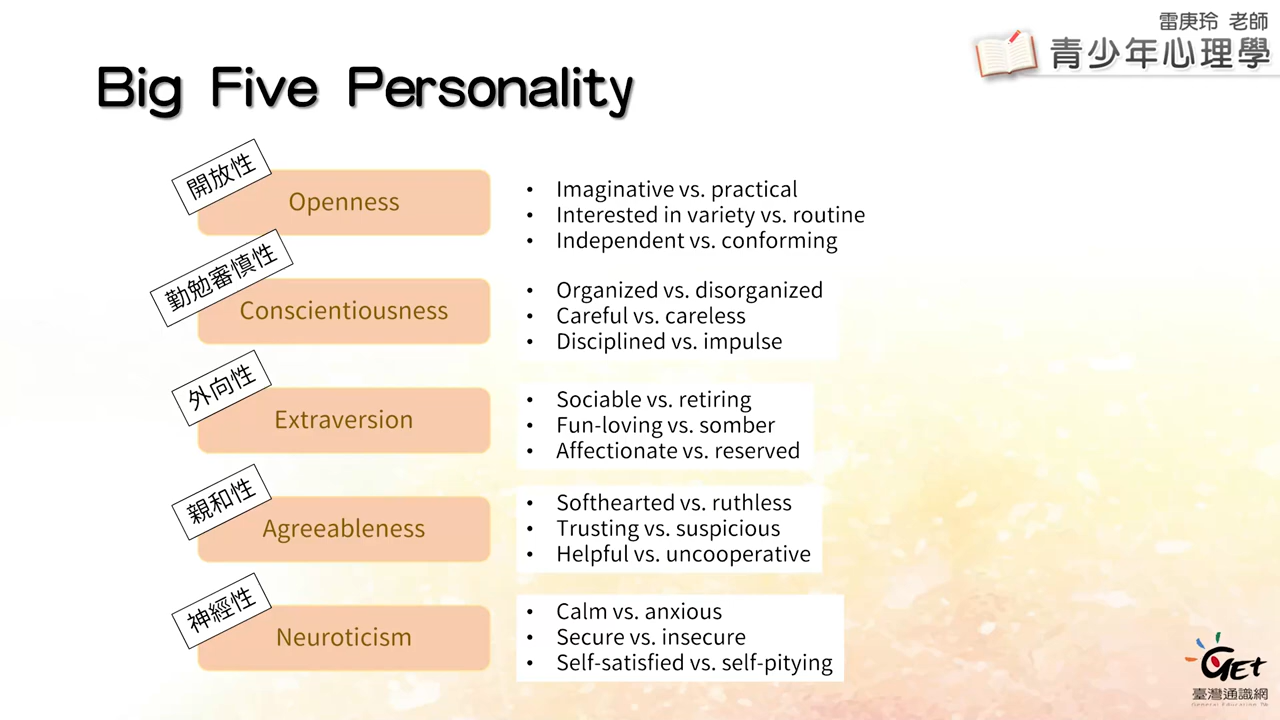 雷庚玲 老師
青少年心理學
Big Five Personality
開放性
Openness
• Imaginative vs. practical
• Interested in variety vs. routine
• Independent vs. conforming
勤勉審慎性
Conscientiousness
• Organized vs. disorganized
• Careful vs. careless
• Disciplined vs. impulse
外向性
Extraversion
• Sociable vs. retiring
• Fun-loving vs. somber
• Affectionate vs. reserved
親和性
Agreeableness
• Softhearted vs. ruthless
• Trusting vs. suspicious
• Helpful vs. uncooperative
神經性
Neuroticism
• Calm vs. anxious
• Secure vs. insecure
• Self-satisfied vs. self-pitying
GET
臺灣通識網
General Education